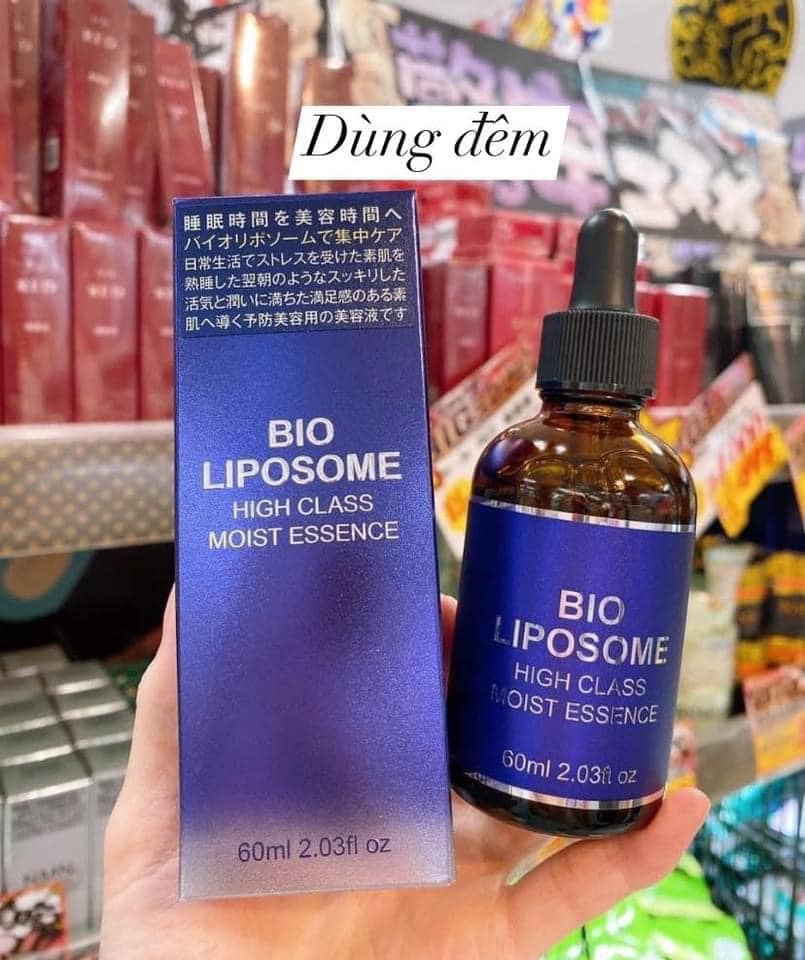 Dùng đêm
睡眠時間を美容時間へ
バイオリポソームで集中ケア
日常生活でストレスを受けた素肌を
熟睡した翌朝のようなスッキリした
活気と潤いに満ちた満足感のある素
肌へ導く予防美容用の美容液です
BIO
LIPOSOME
HIGH CLASS
MOIST ESSENCE
60ml 2.03fl oz
BIO
LIPOSOME
HIGH CLASS
MOIST ESSENCE
60ml 2.03fl oz